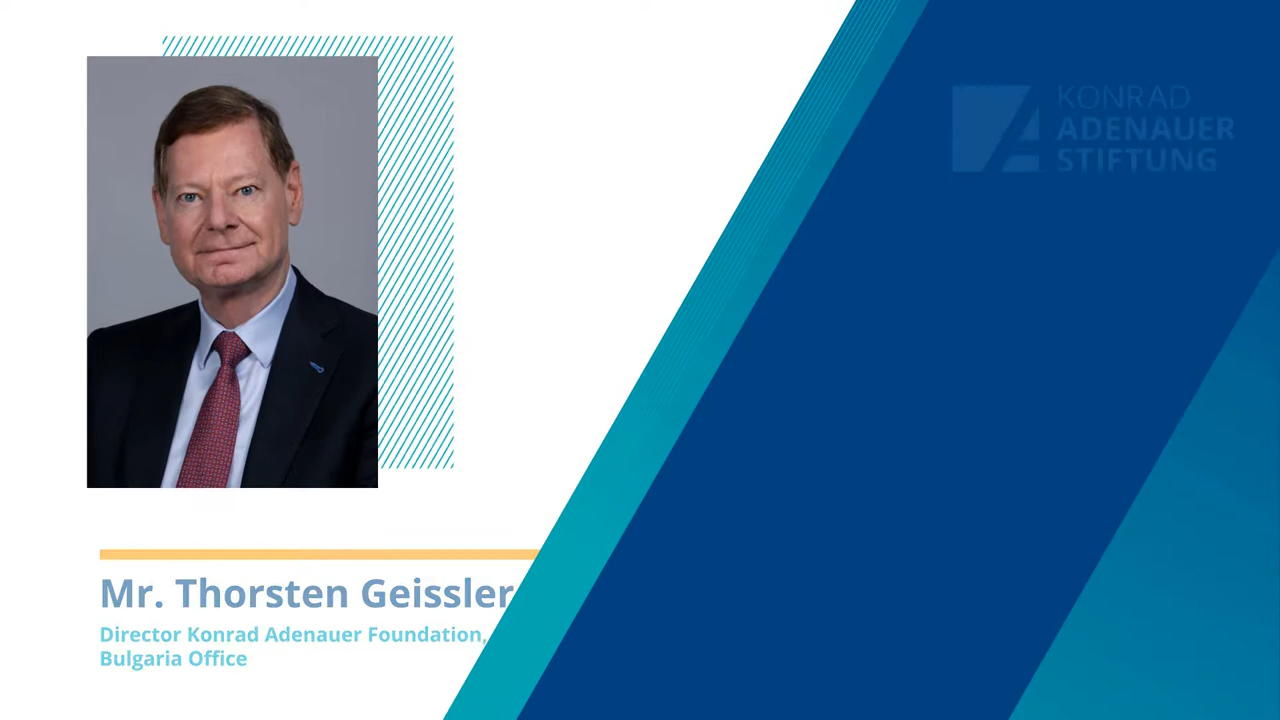 KONRAD
ADENAUER
STIFTUNG
Mr. Thorsten Geissler
Director Konrad Adenauer Foundation,
Bulgaria Office